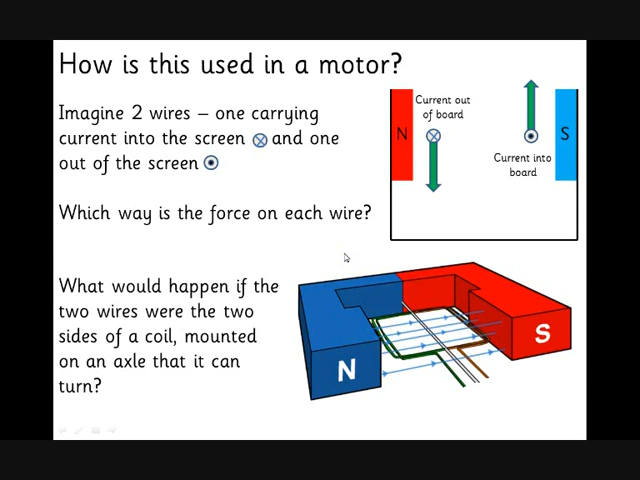 How is this used in a motor?
Imagine 2 wires – one carrying
current into the screen ⊗ and one
out of the screen ⊙
Which way is the force on each wire?
What would happen if the
two wires were the two
sides of a coil, mounted
on an axle that it can
turn?
Current out
of board
N
S
Current into
board
N
S